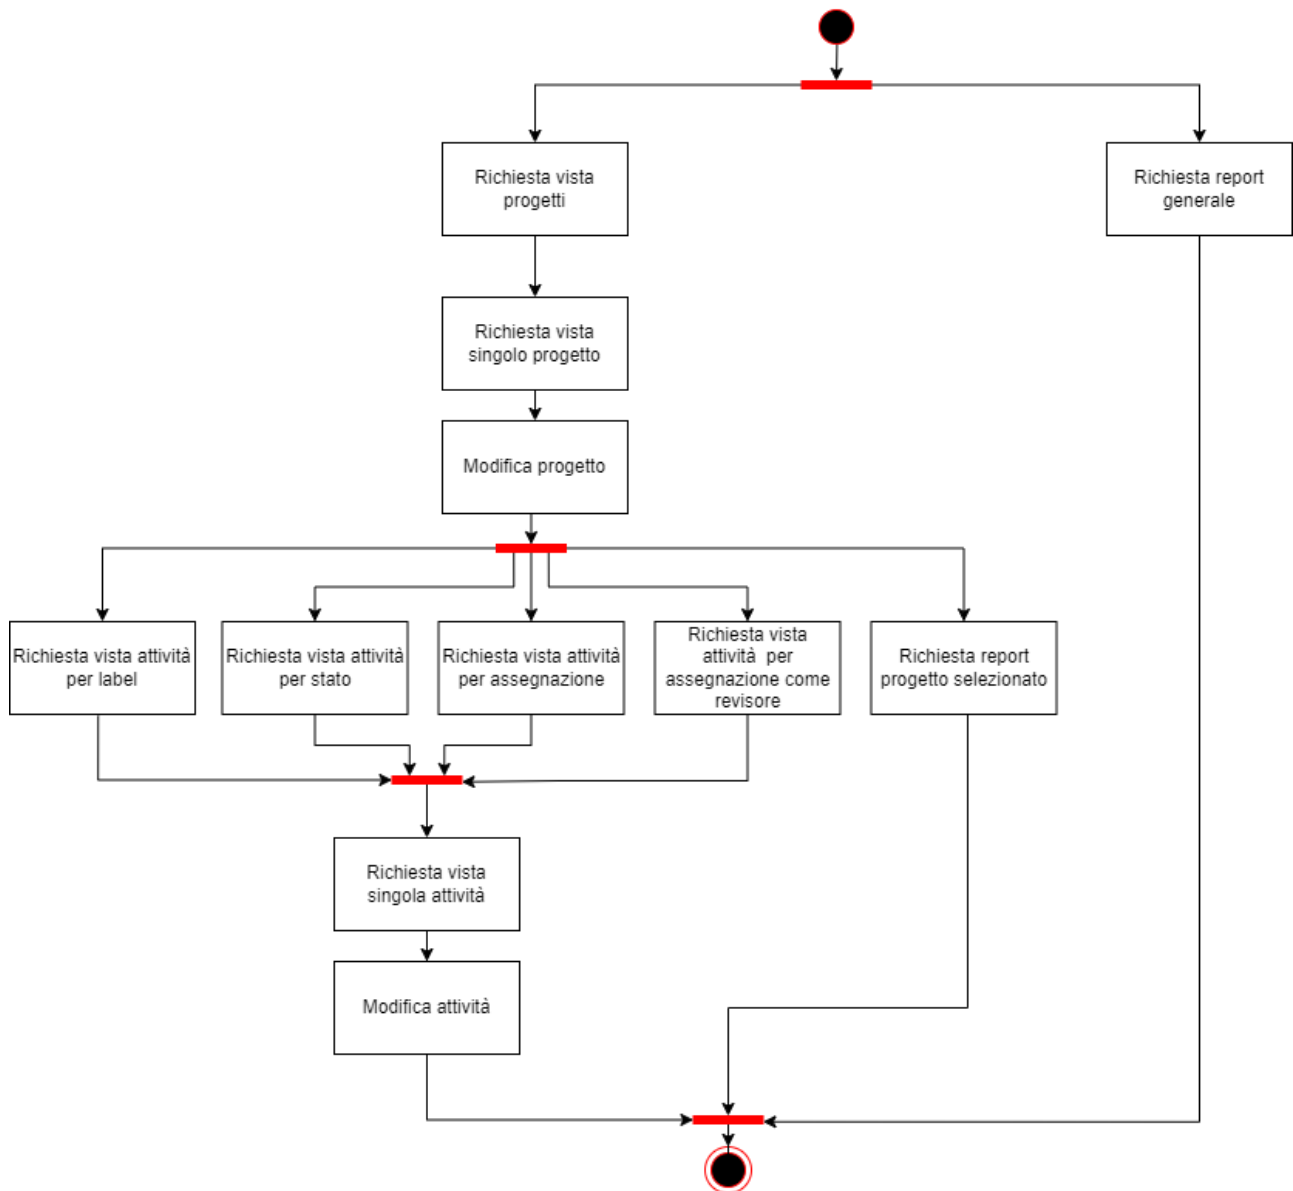 Richiesta vista
progetti
Richiesta report
generale
Richiesta vista
singolo progetto
Modifica progetto
Richiesta vista attività
per label
Richiesta vista attività
per stato
Richiesta vista attività
per assegnazione
Richiesta vista
attività per
assegnazione come
revisore
Richiesta report
progetto selezionato
Richiesta vista
singola attività
Modifica attività